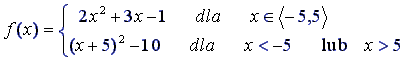 f(x) = { 2x² + 3x − 1 dla x ∈ ⟨−5,5⟩
(x + 5)² − 10 dla x < −5 lub x > 5